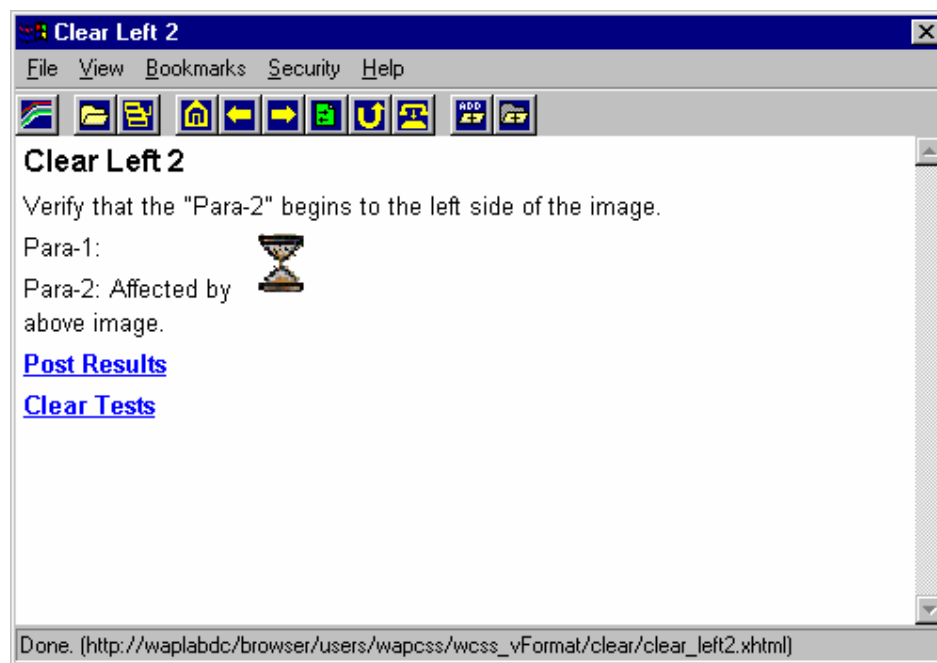 Clear Left 2
File View Bookmarks Security Help
ADD
Clear Left 2
Verify that the "Para-2" begins to the left side of the image.
Para-1:
Para-2: Affected by
above image.
Post Results
Clear Tests
Done. (http://waplabdc/browser/users/wapcss/wcss_vFormat/clear/clear_left2.xhtml)